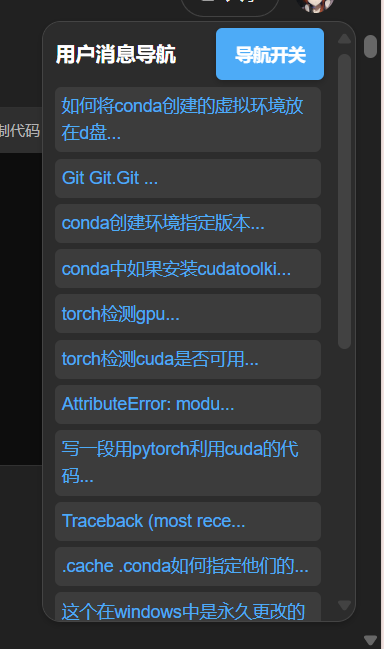 用户消息导航
导航开关
制代码
如何将conda创建的虚拟环境放
在d盘...
Git Git.Git ...
conda创建环境指定版本...
conda中如果安装cudatoolki...
torch检测gpu...
torch检测cuda是否可用...
AttributeError: modu...
写一段用pytorch利用cuda的代
码...
Traceback (most rece...
.cache .conda如何指定他们的...
这个在windows中是永久更改的